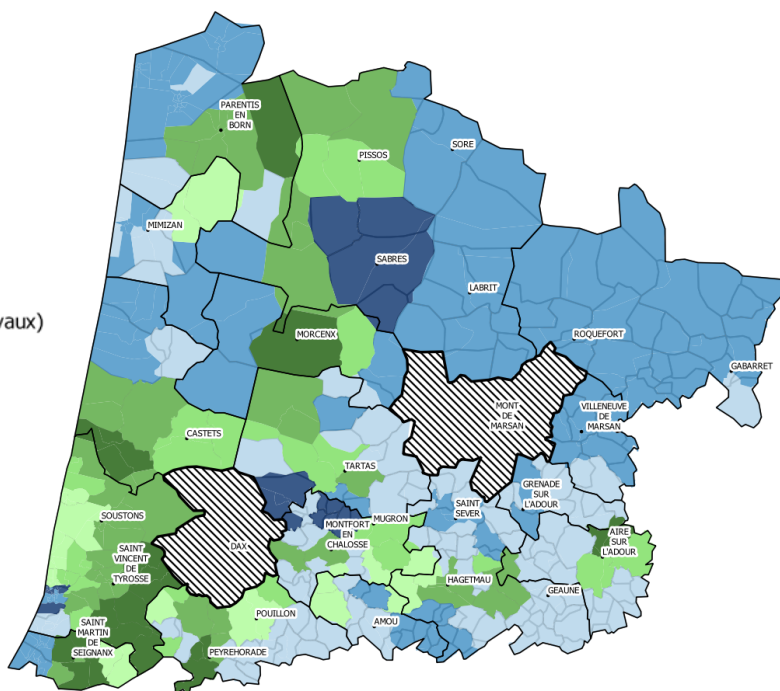 PARENTIS
EN
BORN
PISSOS
SORE
MIMIZAN
SABRES
LABRIT
vaux)
MORCENX
ROQUEFORT
GABARRET
MONT
DE
MARSAN
VILLENEUVE
DE
MARSAN
CASTETS
TARTAS
GRENADE
SUR
L'ADOUR
SAINT
SEVER
SOUSTONS
MUGRON
MONTFORT
EN
CHALOSSE
AIRE
SUR
L'ADOUR
DAX
SAINT
VINCENT
DE
TYROSSE
HAGETMAU
GEAUNE
POUILLON
AMOU
SAINT
MARTIN
DE
SEIGNANX
PEYREHORADE